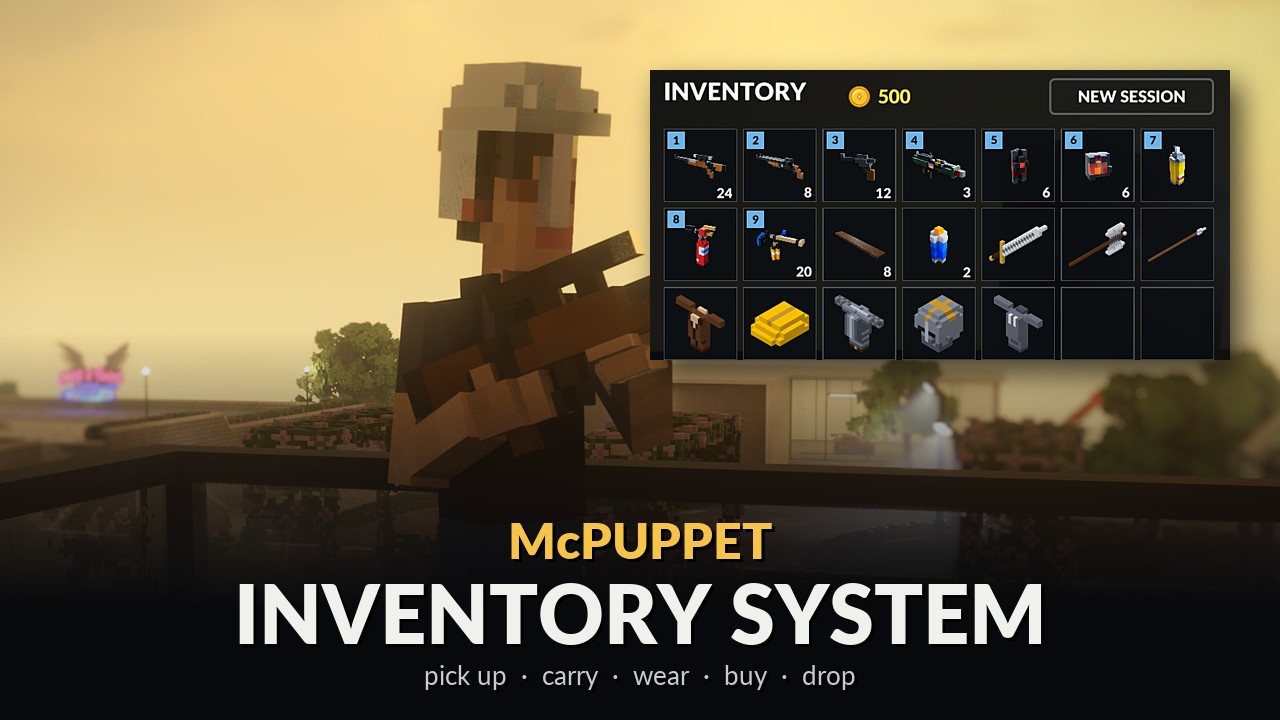 INVENTORY 500 NEW SESSION
1 2 3 4 5 6 7
24 8 12 3 6 6
8 9
20 8 2
McPUPPET
INVENTORY SYSTEM
pick up · carry · wear · buy · drop